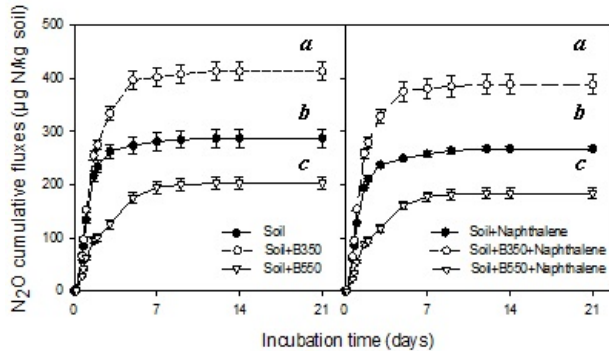 N₂O cumulative fluxes (µg N/kg soil)
500
400
300
200
100
0
a
b
c
Soil
Soil+B350
Soil+B550
a
b
c
Soil+Naphthalene
Soil+B350+Naphthalene
Soil+B550+Naphthalene
0 7 14 21 0 7 14 21
Incubation time (days)